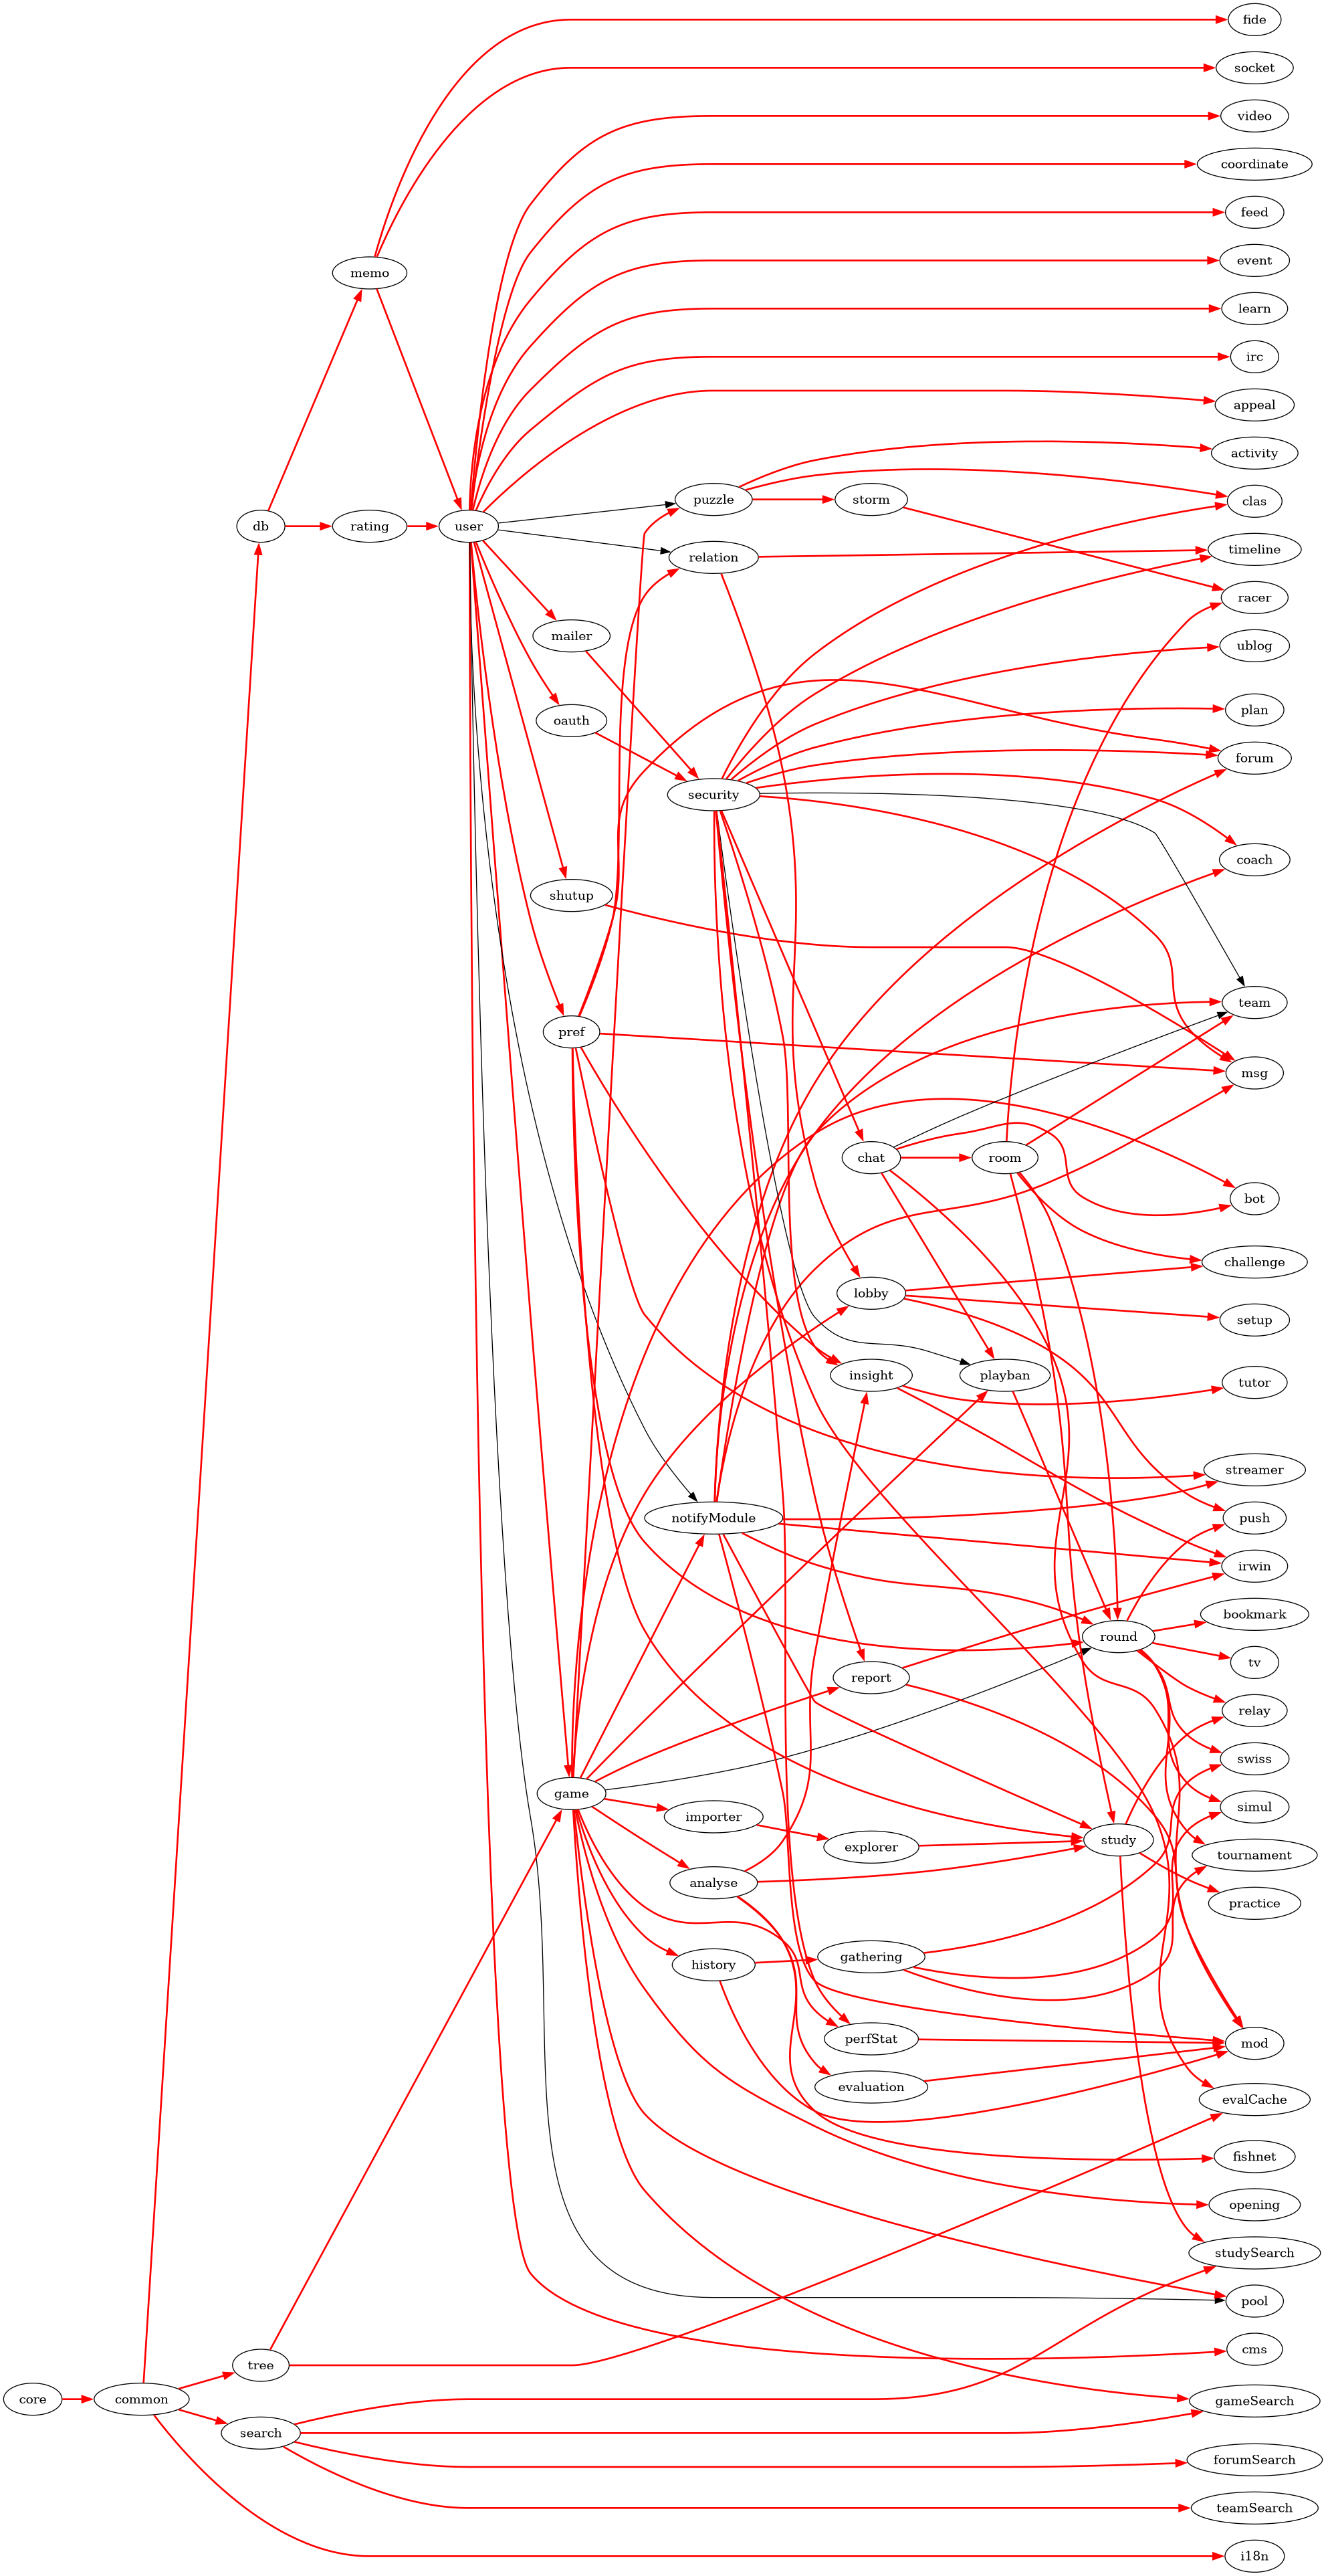 fide
socket
video
coordinate
feed
memo
event
learn
irc
appeal
activity
puzzle
storm
clas
db
rating
user
timeline
relation
racer
mailer
ublog
oauth
plan
forum
security
coach
shutup
team
pref
msg
chat
room
bot
challenge
lobby
setup
insight
playban
tutor
streamer
notifyModule
push
irwin
bookmark
round
tv
report
relay
swiss
game
simul
importer
study
explorer
tournament
analyse
practice
gathering
history
perfStat
mod
evaluation
evalCache
fishnet
opening
studySearch
pool
cms
tree
core
common
gameSearch
search
forumSearch
teamSearch
i18n